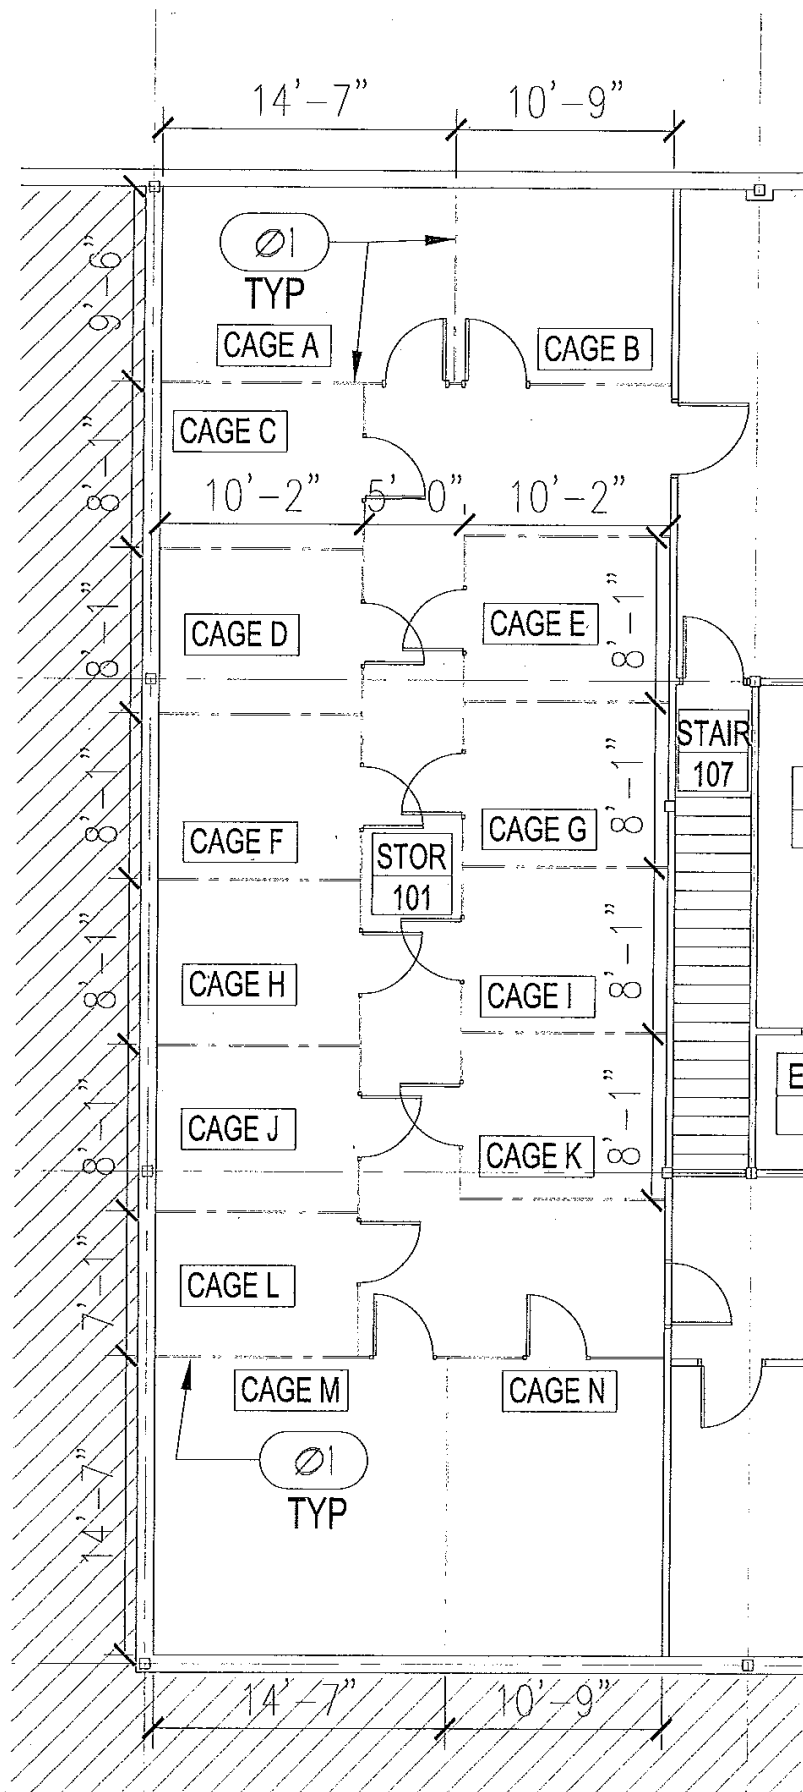 14'-7" 10'-9"
Ø1
TYP
9'-6"
CAGE A
CAGE B
CAGE C
8'-1"
10'-2" 5'-0" 10'-2"
CAGE D
CAGE E
8'-1"
8'-1"
STAIR
107
CAGE F
CAGE G
8'-1"
8'-1"
STOR
101
CAGE H
CAGE I
8'-1"
8'-1"
CAGE J
CAGE K
8'-1"
8'-1"
E
CAGE L
7'-1"
CAGE M
CAGE N
Ø1
TYP
14'-7"
14'-7" 10'-9"